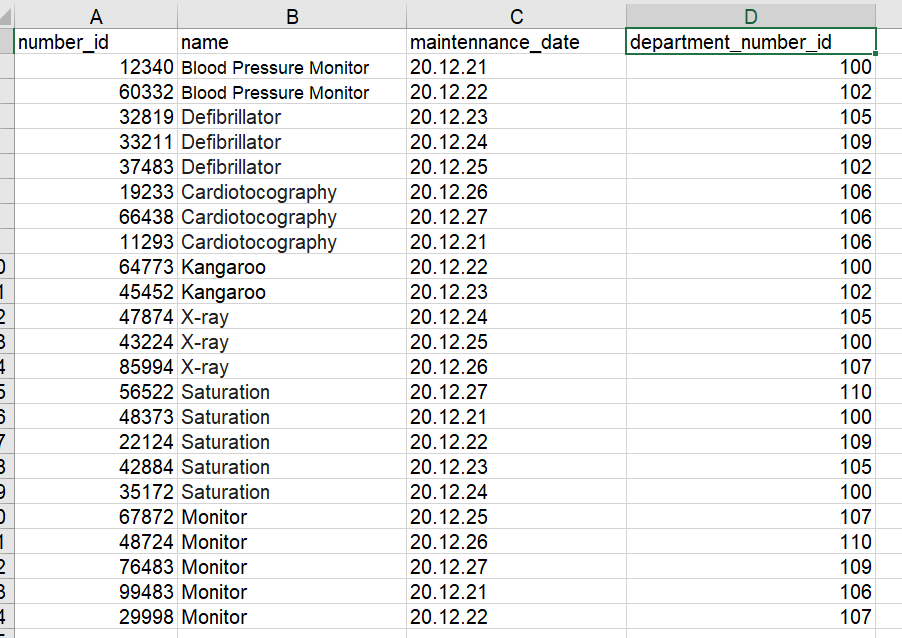 A B C D
number_id name maintennance_date department_number_id
12340 Blood Pressure Monitor 20.12.21 100
60332 Blood Pressure Monitor 20.12.22 102
32819 Defibrillator 20.12.23 105
33211 Defibrillator 20.12.24 109
37483 Defibrillator 20.12.25 102
19233 Cardiotocography 20.12.26 106
66438 Cardiotocography 20.12.27 106
11293 Cardiotocography 20.12.21 106
64773 Kangaroo 20.12.22 100
45452 Kangaroo 20.12.23 102
47874 X-ray 20.12.24 105
43224 X-ray 20.12.25 100
85994 X-ray 20.12.26 107
56522 Saturation 20.12.27 110
48373 Saturation 20.12.21 100
22124 Saturation 20.12.22 109
42884 Saturation 20.12.23 105
35172 Saturation 20.12.24 100
67872 Monitor 20.12.25 107
48724 Monitor 20.12.26 110
76483 Monitor 20.12.27 109
99483 Monitor 20.12.21 106
29998 Monitor 20.12.22 107